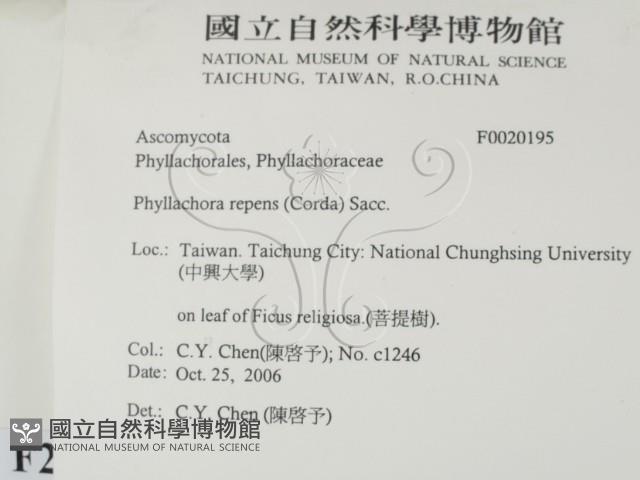 國立自然科學博物館
NATIONAL MUSEUM OF NATURAL SCIENCE
TAICHUNG, TAIWAN, R.O.CHINA
Ascomycota F0020195
Phyllachorales, Phyllachoraceae
Phyllachora repens (Corda) Sacc.
Loc.: Taiwan. Taichung City: National Chunghsing University
(中興大學)
on leaf of Ficus religiosa.(菩提樹).
Col.: C.Y. Chen(陳啓予); No. c1246
Date: Oct. 25, 2006
Det.: C.Y. Chen (陳啓予)
國立自然科學博物館
NATIONAL MUSEUM OF NATURAL SCIENCE
F2